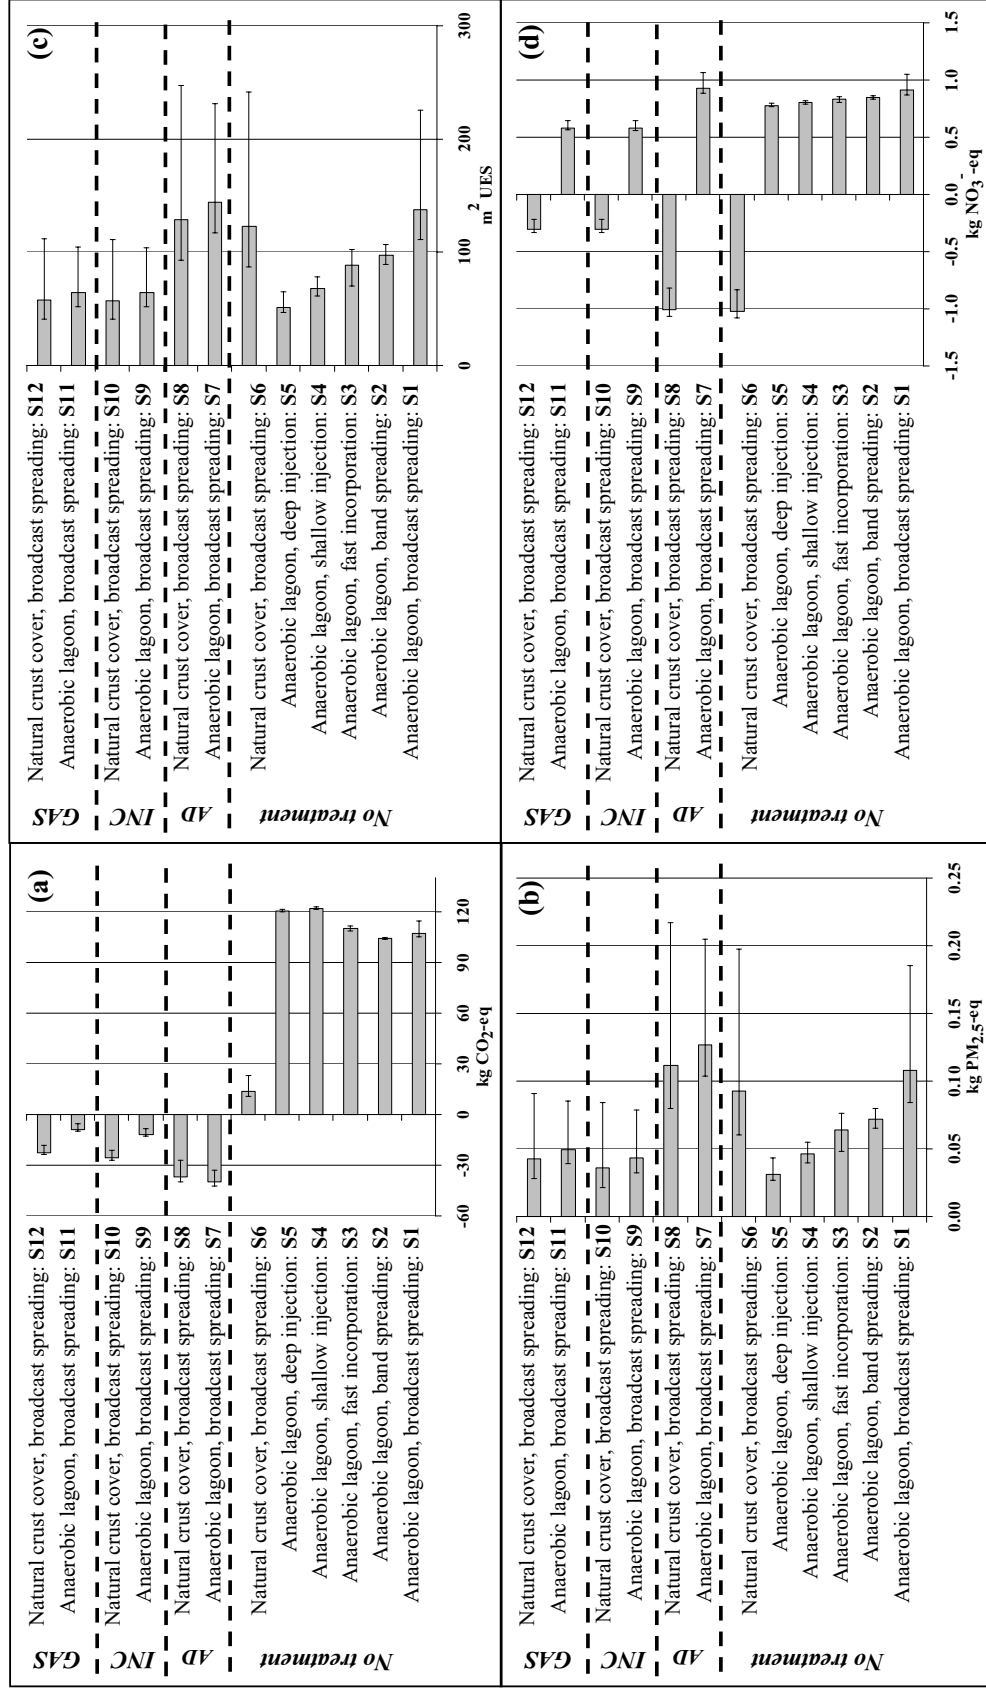 (a)
GAS
Natural crust cover, broadcast spreading: S12
Anaerobic lagoon, broadcast spreading: S11
INC
Natural crust cover, broadcast spreading: S10
Anaerobic lagoon, broadcast spreading: S9
AD
Natural crust cover, broadcast spreading: S8
Anaerobic lagoon, broadcast spreading: S7
No treatment
Natural crust cover, broadcast spreading: S6
Anaerobic lagoon, deep injection: S5
Anaerobic lagoon, shallow injection: S4
Anaerobic lagoon, fast incorporation: S3
Anaerobic lagoon, band spreading: S2
Anaerobic lagoon, broadcast spreading: S1
-60 -30 0 30 60 90 120
kg CO2-eq
(c)
GAS
Natural crust cover, broadcast spreading: S12
Anaerobic lagoon, broadcast spreading: S11
INC
Natural crust cover, broadcast spreading: S10
Anaerobic lagoon, broadcast spreading: S9
AD
Natural crust cover, broadcast spreading: S8
Anaerobic lagoon, broadcast spreading: S7
No treatment
Natural crust cover, broadcast spreading: S6
Anaerobic lagoon, deep injection: S5
Anaerobic lagoon, shallow injection: S4
Anaerobic lagoon, fast incorporation: S3
Anaerobic lagoon, band spreading: S2
Anaerobic lagoon, broadcast spreading: S1
0 100 200 300
m2 UES
(b)
GAS
Natural crust cover, broadcast spreading: S12
Anaerobic lagoon, broadcast spreading: S11
INC
Natural crust cover, broadcast spreading: S10
Anaerobic lagoon, broadcast spreading: S9
AD
Natural crust cover, broadcast spreading: S8
Anaerobic lagoon, broadcast spreading: S7
No treatment
Natural crust cover, broadcast spreading: S6
Anaerobic lagoon, deep injection: S5
Anaerobic lagoon, shallow injection: S4
Anaerobic lagoon, fast incorporation: S3
Anaerobic lagoon, band spreading: S2
Anaerobic lagoon, broadcast spreading: S1
0.00 0.05 0.10 0.15 0.20 0.25
kg PM2.5-eq
(d)
GAS
Natural crust cover, broadcast spreading: S12
Anaerobic lagoon, broadcast spreading: S11
INC
Natural crust cover, broadcast spreading: S10
Anaerobic lagoon, broadcast spreading: S9
AD
Natural crust cover, broadcast spreading: S8
Anaerobic lagoon, broadcast spreading: S7
No treatment
Natural crust cover, broadcast spreading: S6
Anaerobic lagoon, deep injection: S5
Anaerobic lagoon, shallow injection: S4
Anaerobic lagoon, fast incorporation: S3
Anaerobic lagoon, band spreading: S2
Anaerobic lagoon, broadcast spreading: S1
-1.5 -1.0 -0.5 0.0 0.5 1.0 1.5
kg NO3⁻-eq